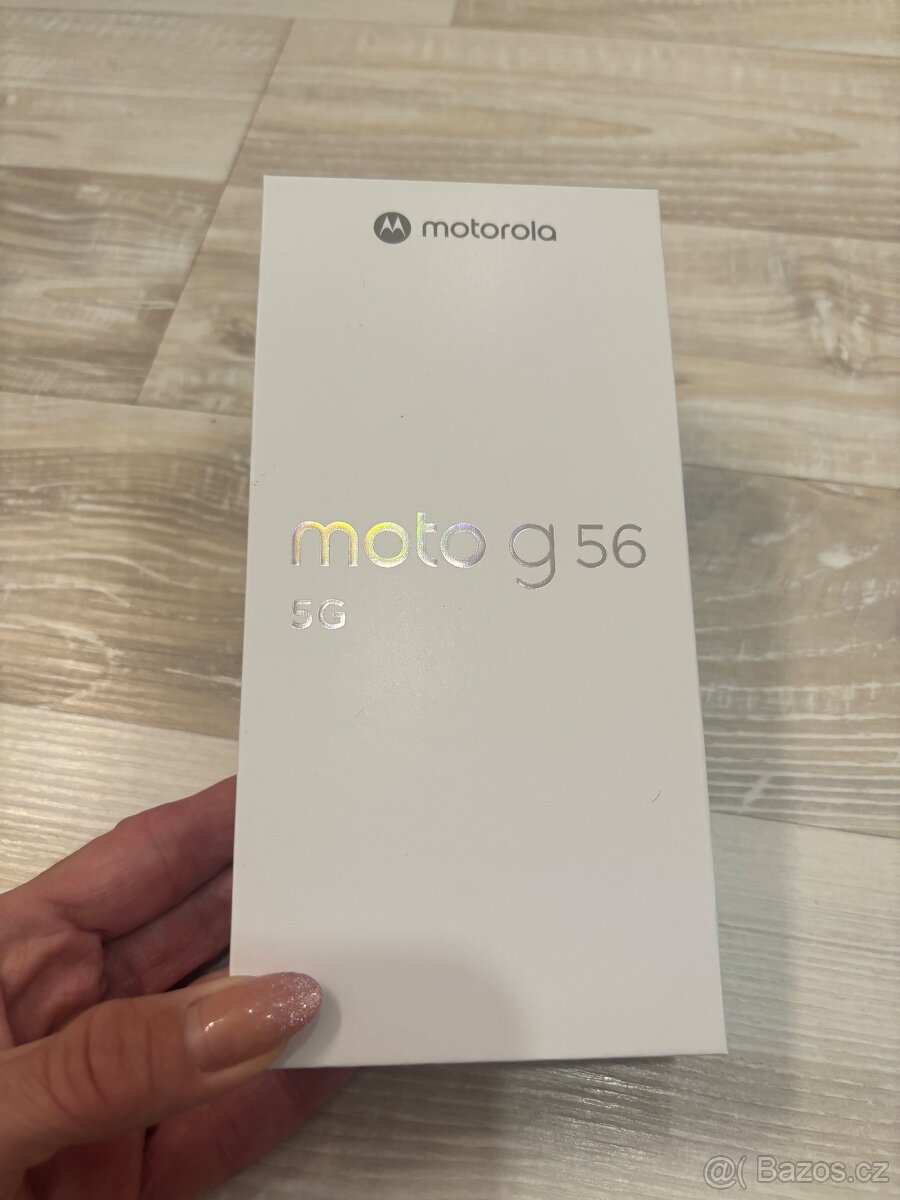 motorola
moto g 56
5G
@( Bazos.cz